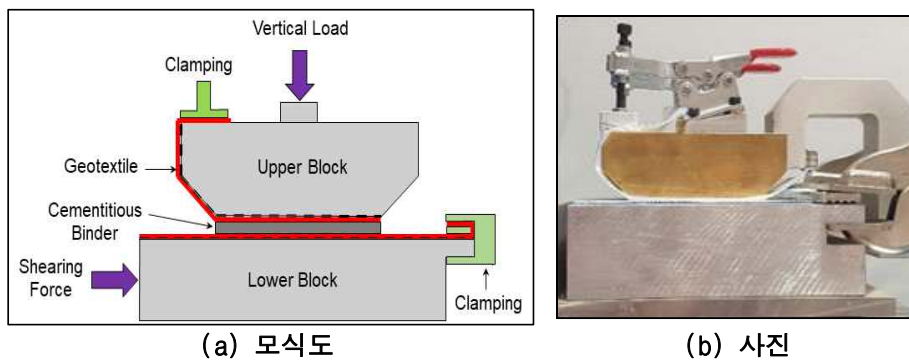 Vertical Load
Clamping
Upper Block
Geotextile
Cementitious
Binder
Shearing
Force
Lower Block
Clamping
(a) 모식도
(b) 사진